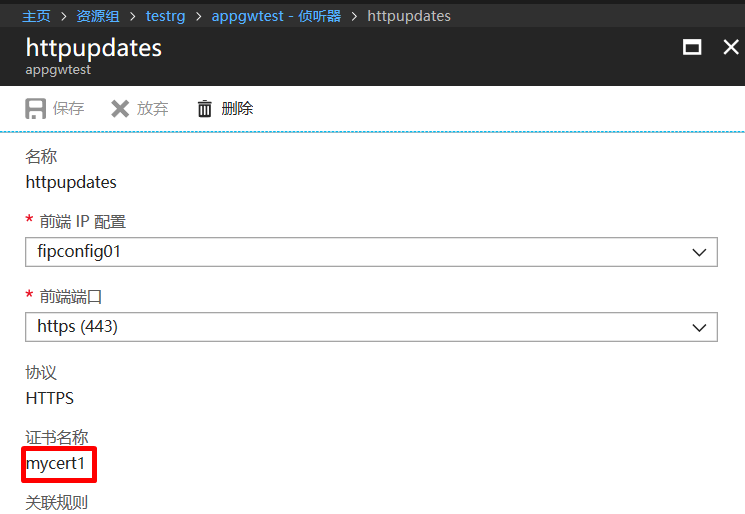 主页 > 资源组 > testrg > appgwtest - 侦听器 > httpupdates
httpupdates
appgwtest
保存 放弃 删除
名称
httpupdates
* 前端 IP 配置
fipconfig01
* 前端端口
https (443)
协议
HTTPS
证书名称
mycert1
关联规则